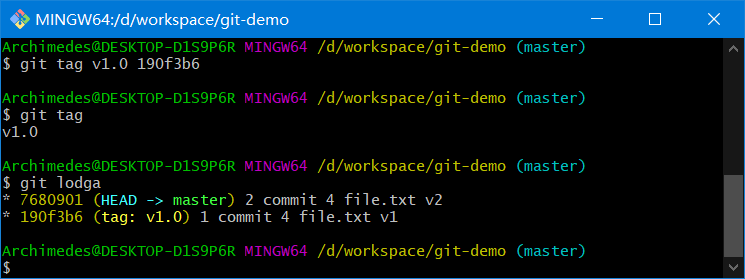 MINGW64:/d/workspace/git-demo
Archimedes@DESKTOP-D1S9P6R MINGW64 /d/workspace/git-demo (master)
$ git tag v1.0 190f3b6
Archimedes@DESKTOP-D1S9P6R MINGW64 /d/workspace/git-demo (master)
$ git tag
v1.0
Archimedes@DESKTOP-D1S9P6R MINGW64 /d/workspace/git-demo (master)
$ git lodga
* 7680901 (HEAD -> master) 2 commit 4 file.txt v2
* 190f3b6 (tag: v1.0) 1 commit 4 file.txt v1
Archimedes@DESKTOP-D1S9P6R MINGW64 /d/workspace/git-demo (master)
$